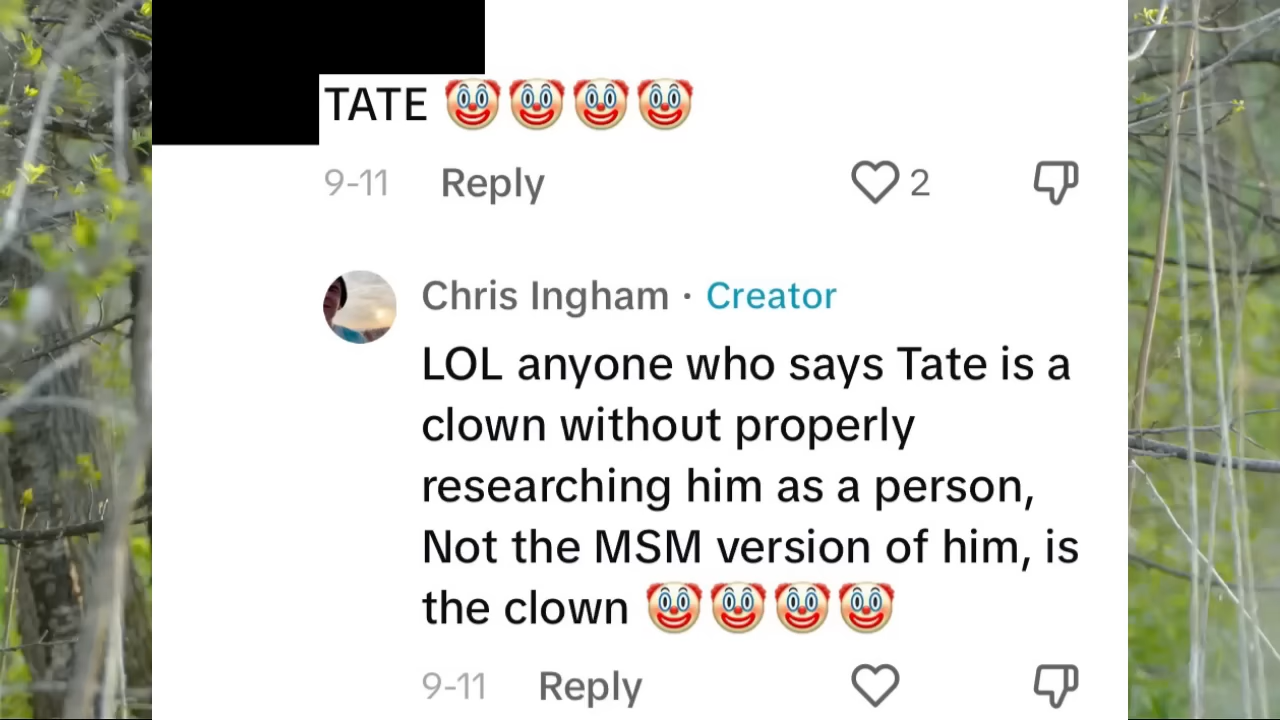 TATE 🤡🤡🤡🤡
9-11 Reply 2
Chris Ingham · Creator
LOL anyone who says Tate is a
clown without properly
researching him as a person,
Not the MSM version of him, is
the clown 🤡🤡🤡🤡
9-11 Reply